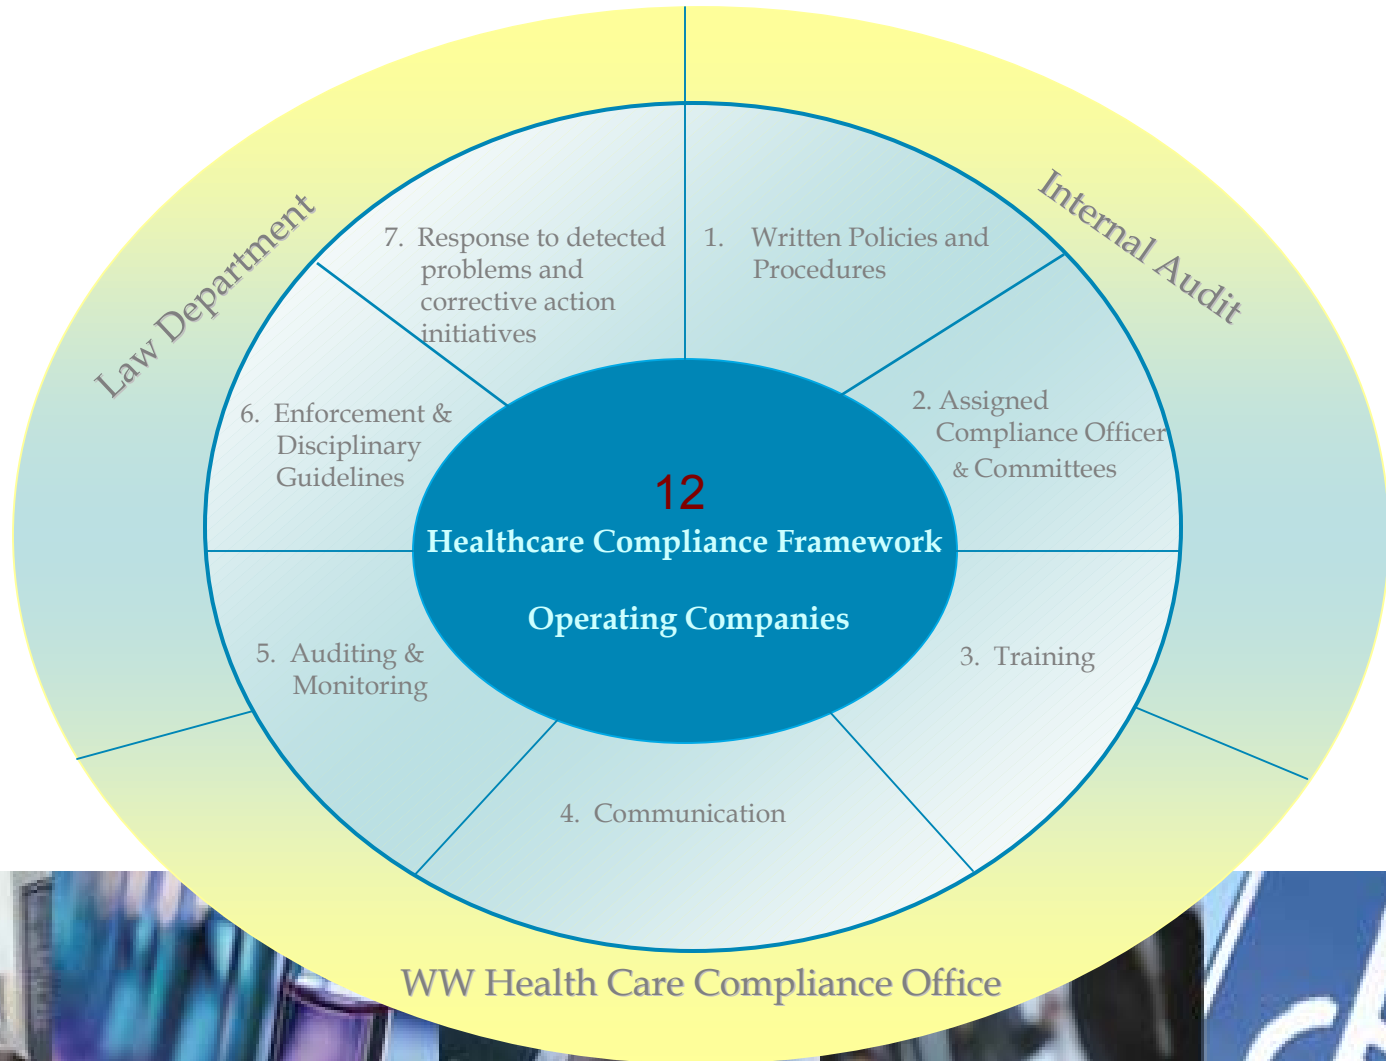 Law Department
Internal Audit
7. Response to detected
problems and
corrective action
initiatives
1. Written Policies and
Procedures
2. Assigned
Compliance Officer
& Committees
6. Enforcement &
Disciplinary
Guidelines
12
Healthcare Compliance Framework
Operating Companies
5. Auditing &
Monitoring
3. Training
4. Communication
WW Health Care Compliance Office